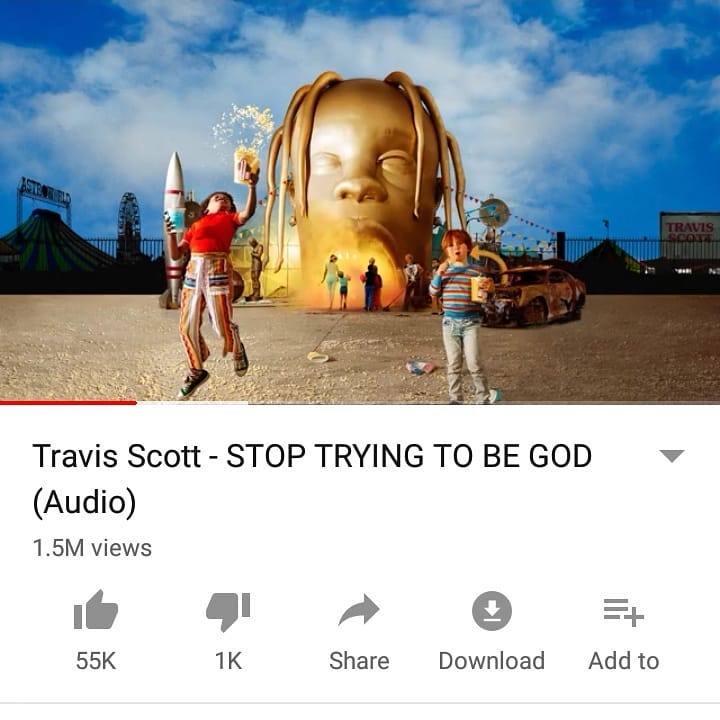 ASTROWORLD
TRAVIS
SCOTT
Travis Scott - STOP TRYING TO BE GOD
(Audio)
1.5M views
55K
1K
Share
Download
Add to